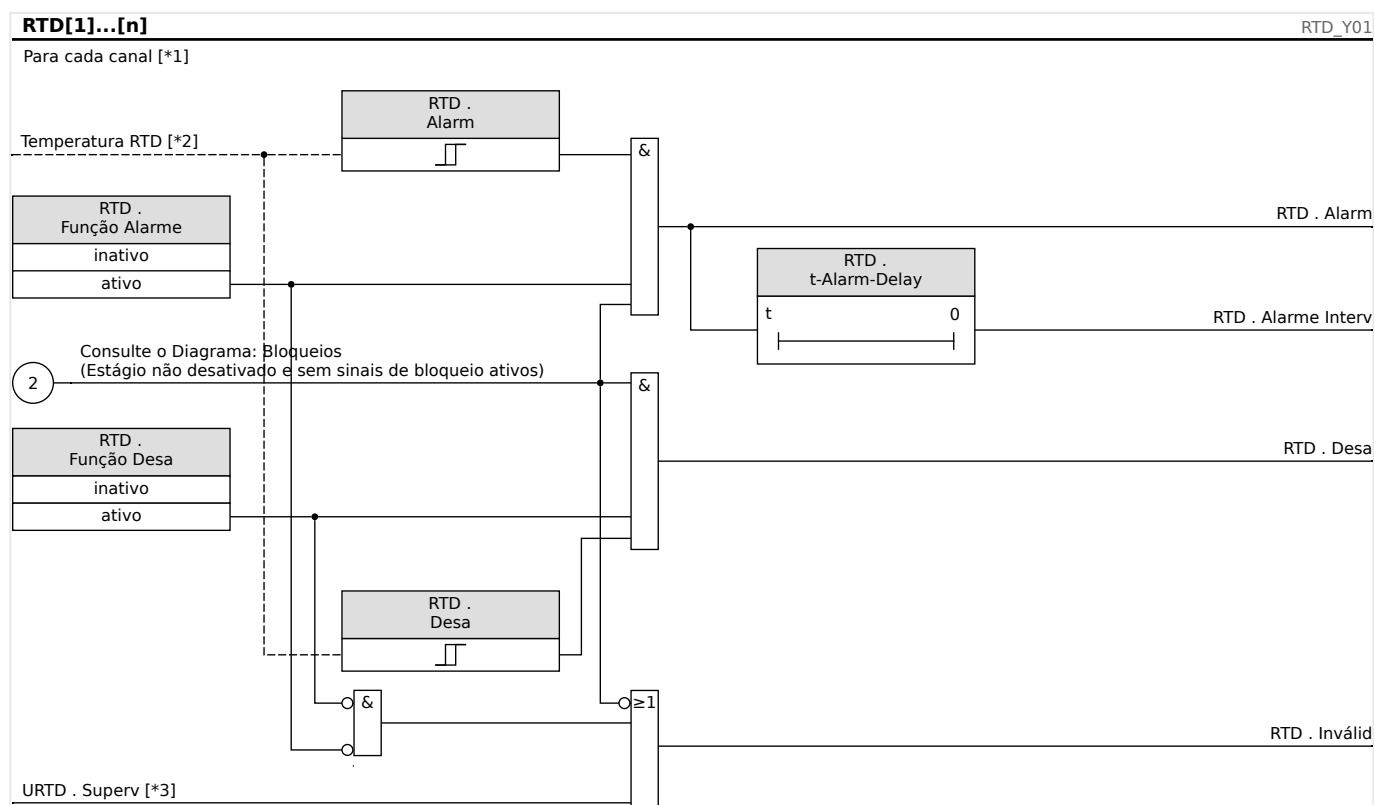 RTD[1]...[n]
RTD_Y01
Para cada canal [*1]
RTD .
Alarm
Temperatura RTD [*2]
&
RTD .
Função Alarme
inativo
ativo
RTD . Alarm
RTD .
t-Alarm-Delay
t 0
RTD . Alarme Interv
Consulte o Diagrama: Bloqueios
(Estágio não desativado e sem sinais de bloqueio ativos)
2
&
RTD .
Função Desa
inativo
ativo
RTD . Desa
RTD .
Desa
&
≥1
RTD . Inválid
URTD . Superv [*3]